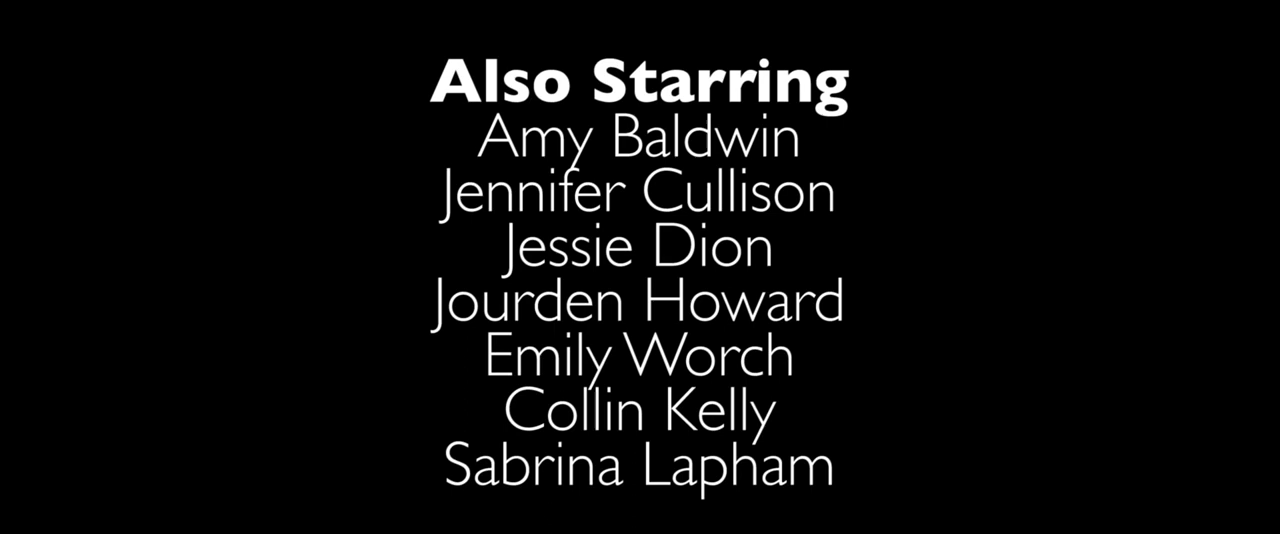 Also Starring
Amy Baldwin
Jennifer Cullison
Jessie Dion
Jourden Howard
Emily Worch
Collin Kelly
Sabrina Lapham